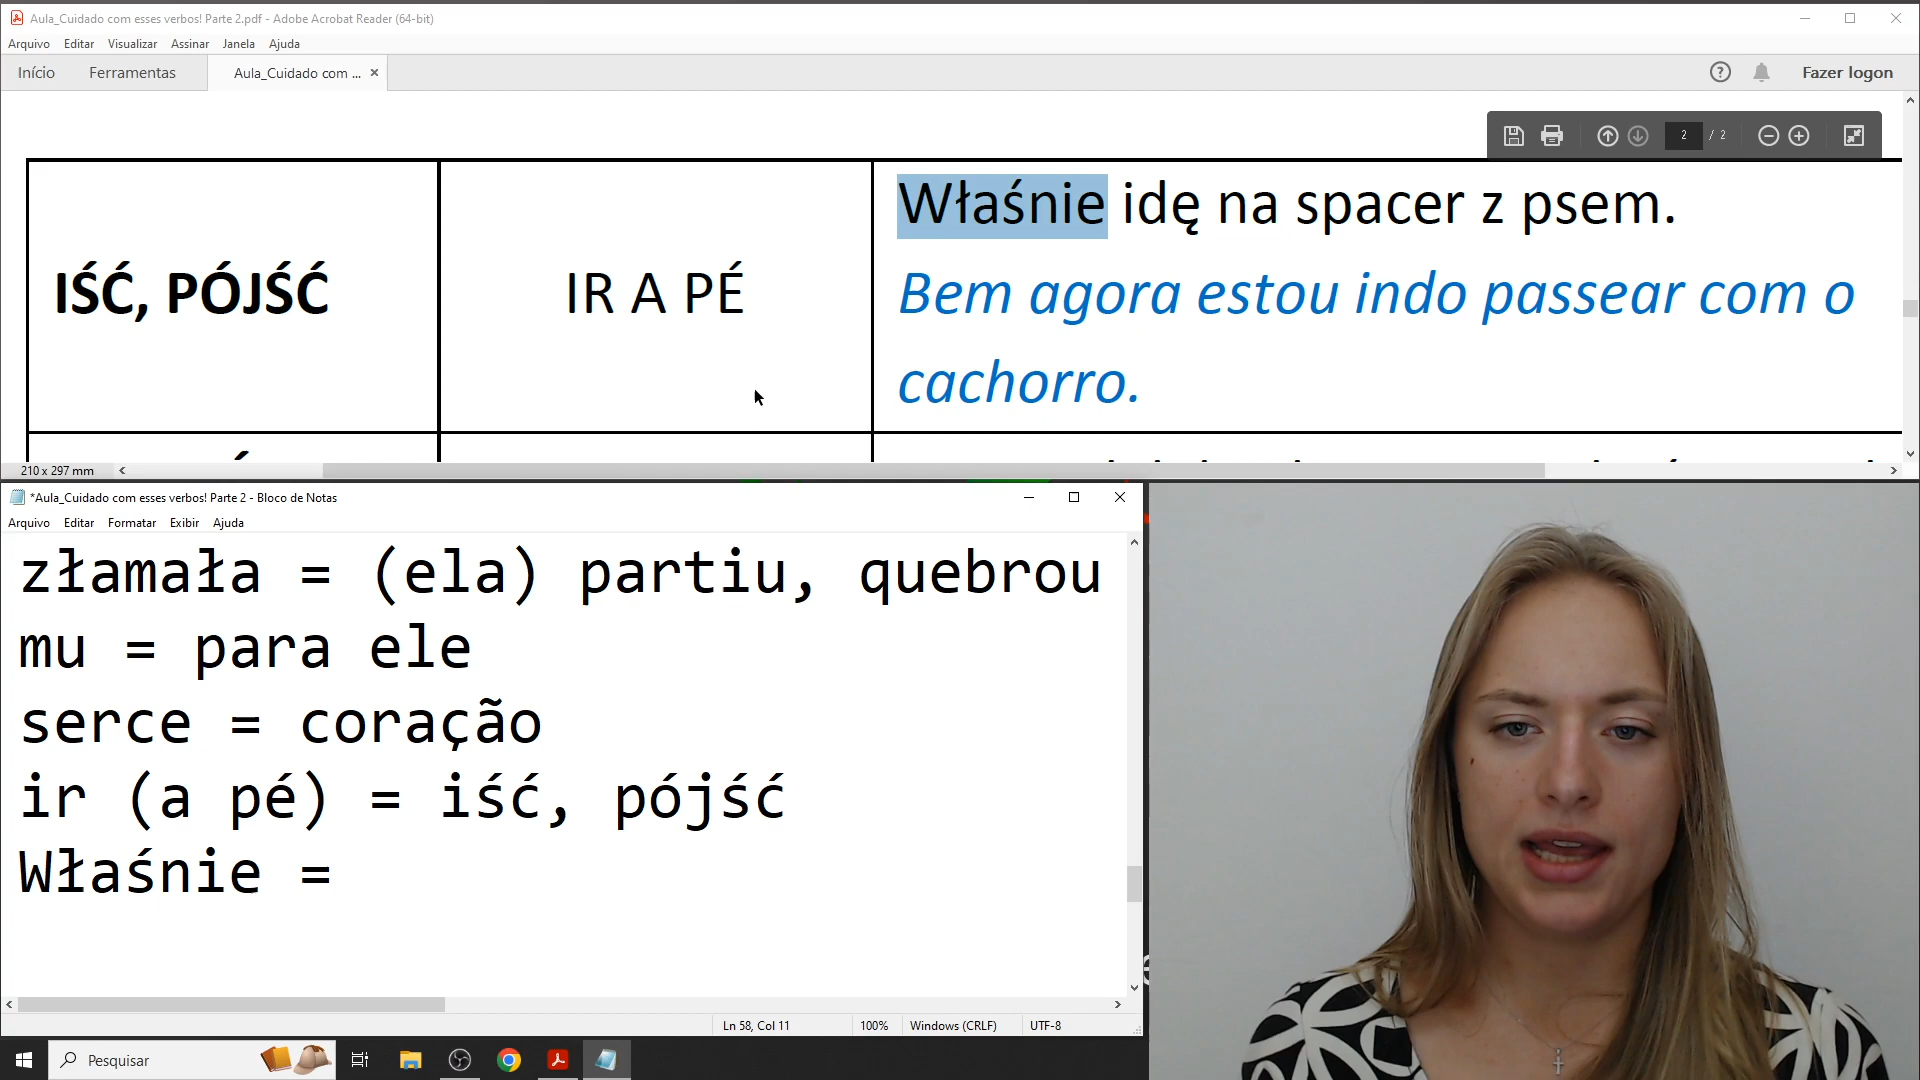 Aula_Cuidado com esses verbos! Parte 2.pdf - Adobe Acrobat Reader (64-bit)
Arquivo Editar Visualizar Assinar Janela Ajuda
Início Ferramentas Aula_Cuidado com ... Fazer logon
2 / 2
IŚĆ, PÓJŚĆ
IR A PÉ
Właśnie idę na spacer z psem.
Bem agora estou indo passear com o
cachorro.
210 x 297 mm
*Aula_Cuidado com esses verbos! Parte 2 - Bloco de Notas
Arquivo Editar Formatar Exibir Ajuda
złamała = (ela) partiu, quebrou
mu = para ele
serce = coração
ir (a pé) = iść, pójść
Właśnie =
Ln 58, Col 11 100% Windows (CRLF) UTF-8
Pesquisar